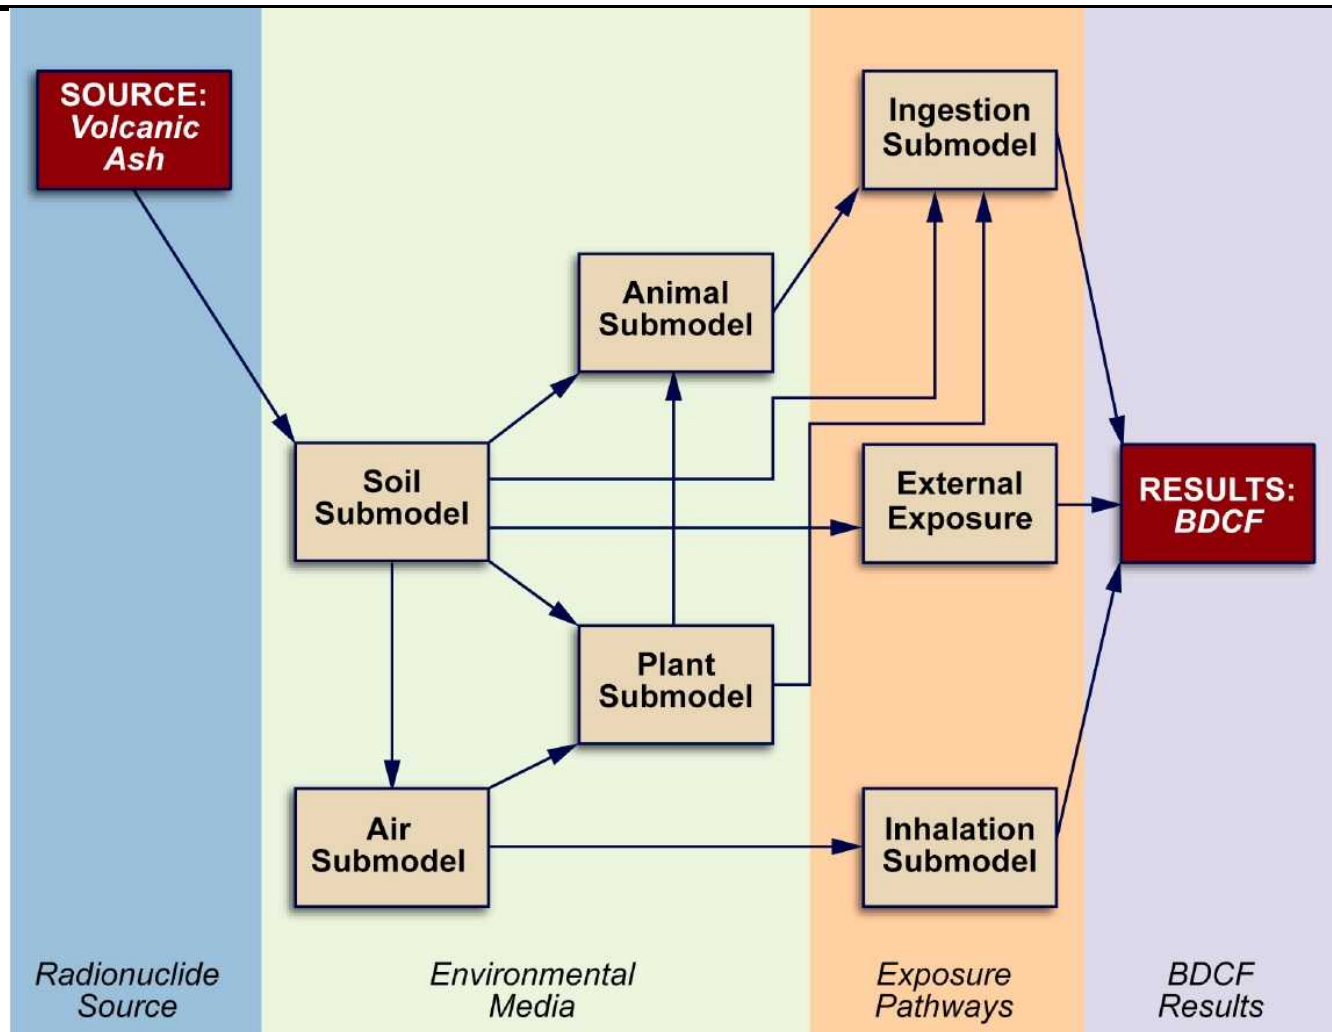 SOURCE:
Volcanic
Ash
Ingestion
Submodel
Animal
Submodel
Soil
Submodel
External
Exposure
RESULTS:
BDCF
Plant
Submodel
Air
Submodel
Inhalation
Submodel
Radionuclide
Source
Environmental
Media
Exposure
Pathways
BDCF
Results